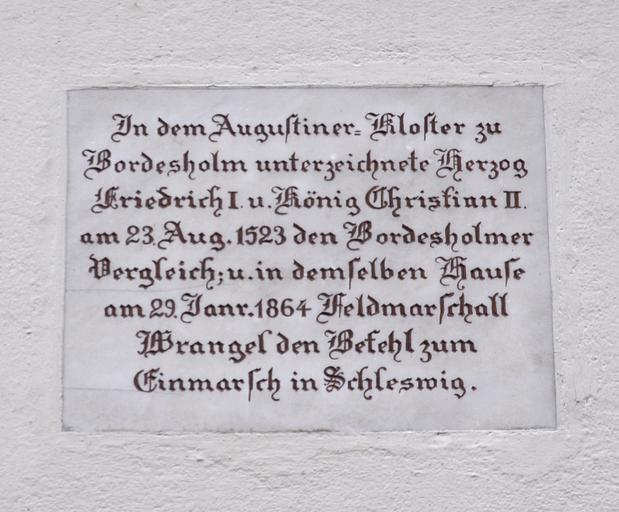 In dem Auguſtiner= Kloſter zu
Bordesholm unterzeichnete Herzog
Friedrich I. u. König Chriſtian II.
am 23. Aug. 1523 den Bordesholmer
Vergleich; u. in demſelben Hauſe
am 29. Janr. 1864 Feldmarſchall
Wrangel den Befehl zum
Einmarſch in Schleswig.